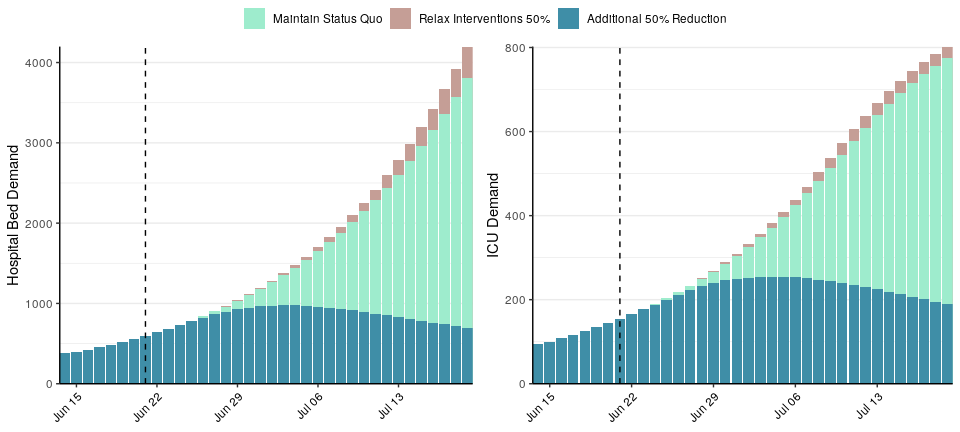 Maintain Status Quo
Relax Interventions 50%
Additional 50% Reduction
Hospital Bed Demand
4000
3000
2000
1000
0
Jun 15
Jun 22
Jun 29
Jul 06
Jul 13
ICU Demand
800
600
400
200
0
Jun 15
Jun 22
Jun 29
Jul 06
Jul 13